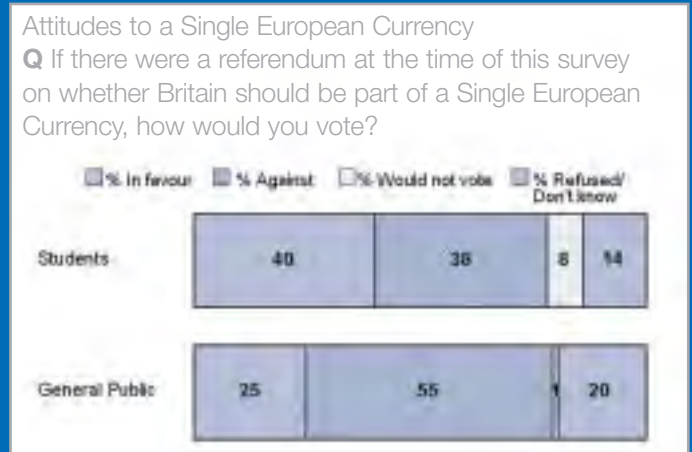 Attitudes to a Single European Currency
Q If there were a referendum at the time of this survey
on whether Britain should be part of a Single European
Currency, how would you vote?
% In favour % Against % Would not vote % Refused/
Don't know
Students 40 38 8 14
General Public 25 55 1 20